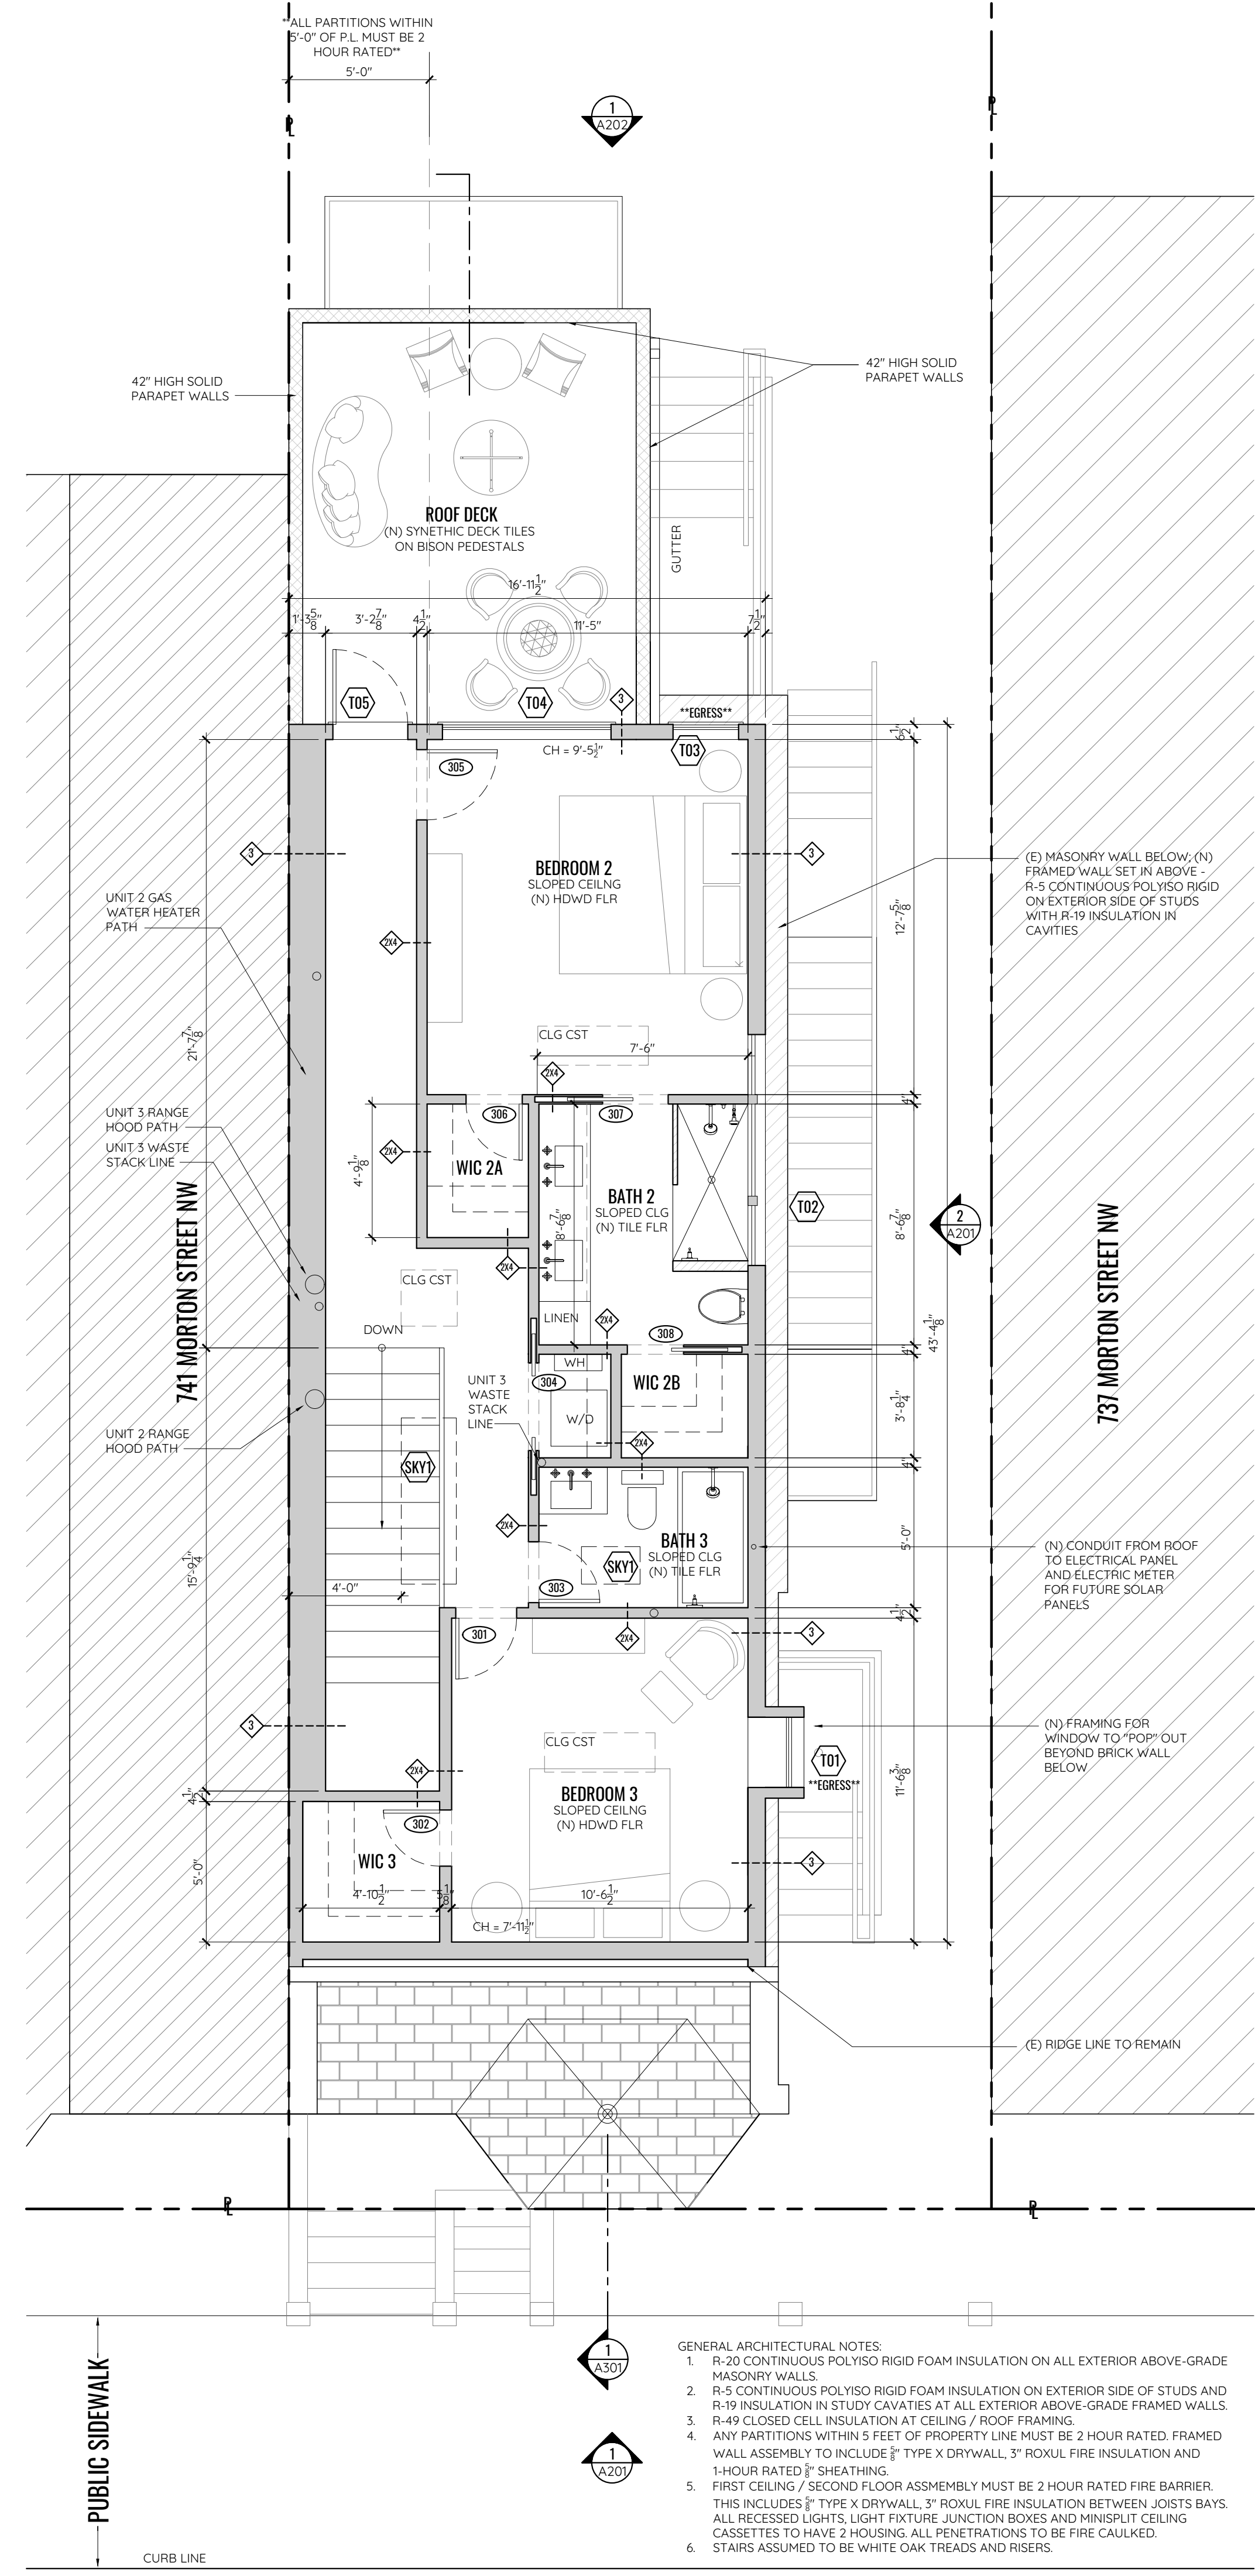 **ALL PARTITIONS WITHIN
5'-0" OF P.L. MUST BE 2
HOUR RATED**
5'-0"
PL
PL
1
A202
42" HIGH SOLID
PARAPET WALLS
42" HIGH SOLID
PARAPET WALLS
ROOF DECK
(N) SYNETHIC DECK TILES
ON BISON PEDESTALS
GUTTER
16'-11 1/2"
1'-3 5/8"
3'-2 7/8"
4 1/2"
11'-5"
7 1/2"
T05
T04
3
**EGRESS**
T03
6 1/2"
CH = 9'-5 1/2"
305
3
3
BEDROOM 2
SLOPED CEILNG
(N) HDWD FLR
(E) MASONRY WALL BELOW; (N)
FRAMED WALL SET IN ABOVE -
R-5 CONTINUOUS POLYISO RIGID
ON EXTERIOR SIDE OF STUDS
WITH R-19 INSULATION IN
CAVITIES
UNIT 2 GAS
WATER HEATER
PATH
2X4
12'-7 5/8"
21'-7 7/8"
CLG CST
7'-6"
2X4
4"
UNIT 3 RANGE
HOOD PATH
UNIT 3 WASTE
STACK LINE
306
307
2X4
4'-9 1/8"
WIC 2A
BATH 2
SLOPED CLG
(N) TILE FLR
8'-6 7/8"
T02
8'-6 7/8"
2
A201
741 MORTON STREET NW
737 MORTON STREET NW
2X4
CLG CST
DOWN
LINEN
2X4
308
43'-4 1/8"
4"
WH
304
WIC 2B
UNIT 3
WASTE
STACK
LINE
W/D
3'-8 1/4"
UNIT 2 RANGE
HOOD PATH
2X4
4"
SKY1
2X4
BATH 3
SLOPED CLG
(N) TILE FLR
SKY1
5'-0"
(N) CONDUIT FROM ROOF
TO ELECTRICAL PANEL
AND ELECTRIC METER
FOR FUTURE SOLAR
PANELS
15'-9 1/4"
4'-0"
303
4 1/2"
301
2X4
3
3
(N) FRAMING FOR
WINDOW TO "POP" OUT
BEYOND BRICK WALL
BELOW
CLG CST
T01
**EGRESS**
2X4
BEDROOM 3
SLOPED CEILNG
(N) HDWD FLR
11'-6 3/8"
4 1/2"
302
WIC 3
3
5'-0"
4'-10 1/2"
5 1/8"
10'-6 1/2"
CH = 7'-11 1/2"
(E) RIDGE LINE TO REMAIN
PL
PL
1
A301
1
A201
PUBLIC SIDEWALK
CURB LINE
GENERAL ARCHITECTURAL NOTES:
1. R-20 CONTINUOUS POLYISO RIGID FOAM INSULATION ON ALL EXTERIOR ABOVE-GRADE
MASONRY WALLS.
2. R-5 CONTINUOUS POLYISO RIGID FOAM INSULATION ON EXTERIOR SIDE OF STUDS AND
R-19 INSULATION IN STUDY CAVATIES AT ALL EXTERIOR ABOVE-GRADE FRAMED WALLS.
3. R-49 CLOSED CELL INSULATION AT CEILING / ROOF FRAMING.
4. ANY PARTITIONS WITHIN 5 FEET OF PROPERTY LINE MUST BE 2 HOUR RATED. FRAMED
WALL ASSEMBLY TO INCLUDE 5/8" TYPE X DRYWALL, 3" ROXUL FIRE INSULATION AND
1-HOUR RATED 5/8" SHEATHING.
5. FIRST CEILING / SECOND FLOOR ASSMEMBLY MUST BE 2 HOUR RATED FIRE BARRIER.
THIS INCLUDES 5/8" TYPE X DRYWALL, 3" ROXUL FIRE INSULATION BETWEEN JOISTS BAYS.
ALL RECESSED LIGHTS, LIGHT FIXTURE JUNCTION BOXES AND MINISPLIT CEILING
CASSETTES TO HAVE 2 HOUSING. ALL PENETRATIONS TO BE FIRE CAULKED.
6. STAIRS ASSUMED TO BE WHITE OAK TREADS AND RISERS.